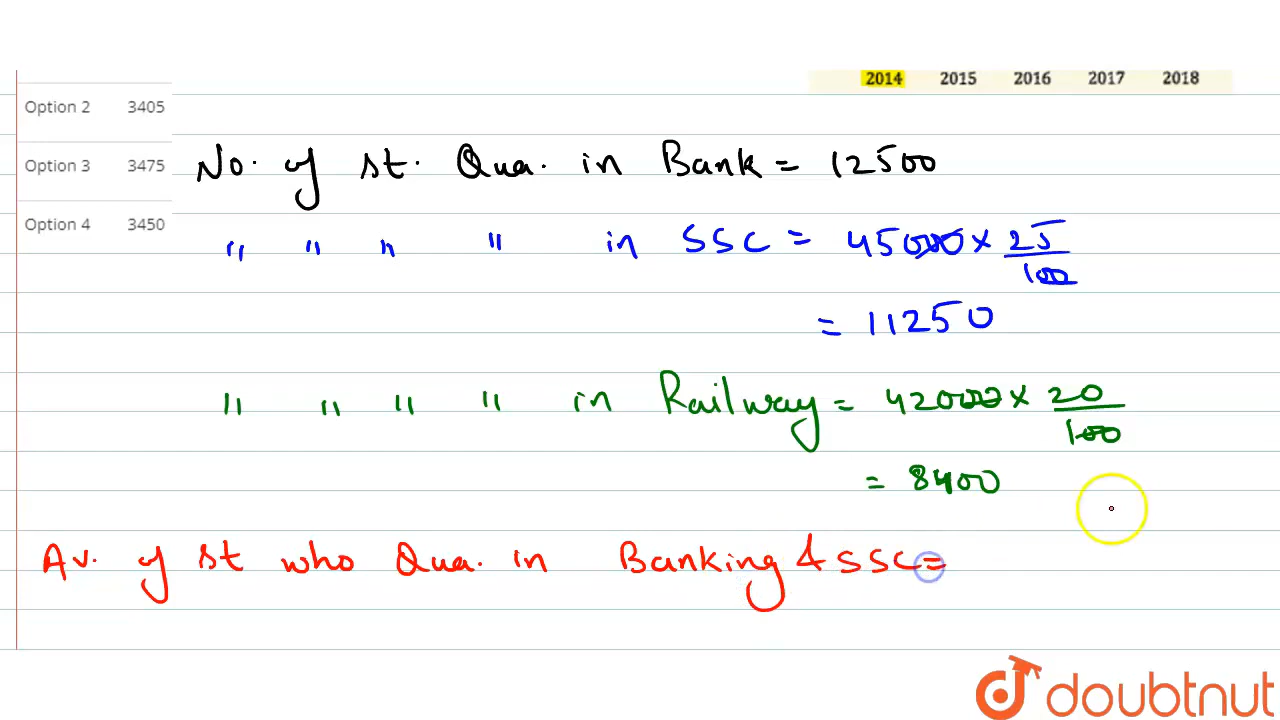 2014 2015 2016 2017 2018
Option 2 3405
Option 3 3475
Option 4 3450
No. of st. Qua. in Bank = 12500
" " " " in SSC = 45000 × 25/100
= 11250
" " " " in Railway = 42000 × 20/100
= 8400
Av. of st who Qua. in Banking & SSC =
doubtnut